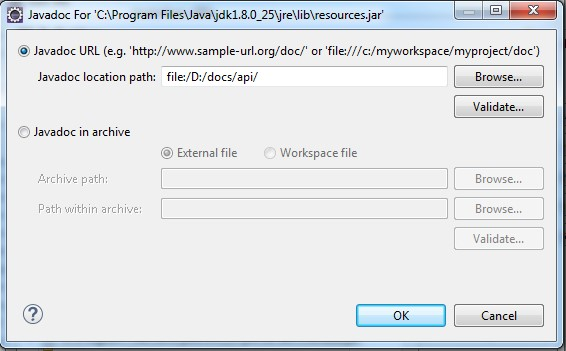 Javadoc For 'C:\Program Files\Java\jdk1.8.0_25\jre\lib\resources.jar'
Javadoc URL (e.g. 'http://www.sample-url.org/doc/' or 'file:///c:/myworkspace/myproject/doc')
Javadoc location path: file:/D:/docs/api/ Browse...
Validate...
Javadoc in archive
External file Workspace file
Archive path: Browse...
Path within archive: Browse...
Validate...
? OK Cancel